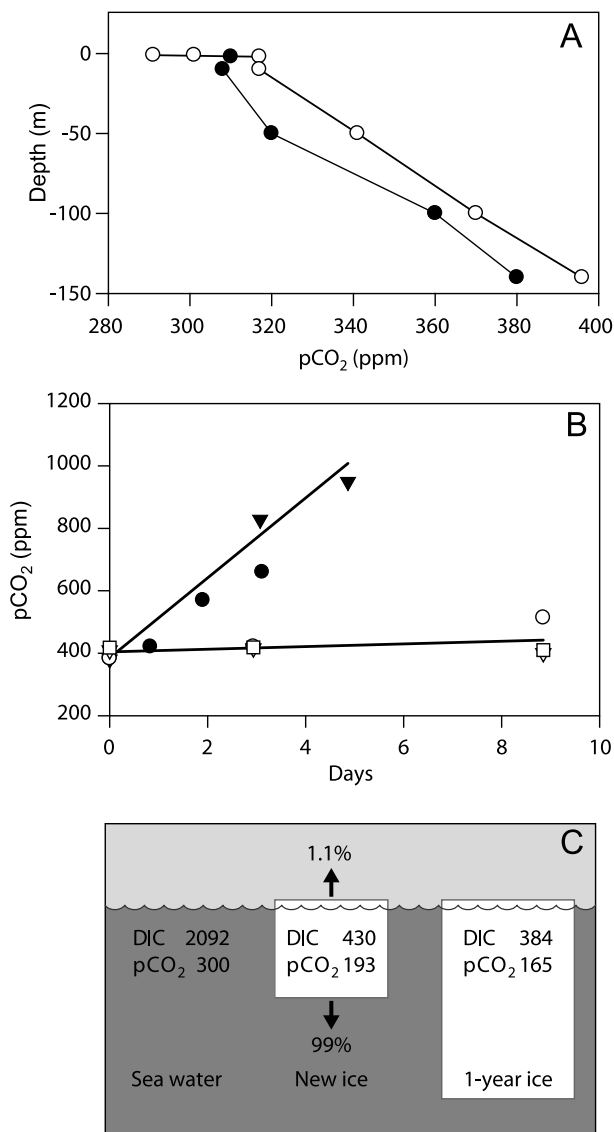 A
0
-50
-100
-150
Depth (m)
280 300 320 340 360 380 400
pCO₂ (ppm)
B
1200
1000
800
600
400
200
pCO₂ (ppm)
0 2 4 6 8 10
Days
C
1.1%
DIC 2092 DIC 430 DIC 384
pCO₂ 300 pCO₂ 193 pCO₂ 165
99%
Sea water New ice 1-year ice